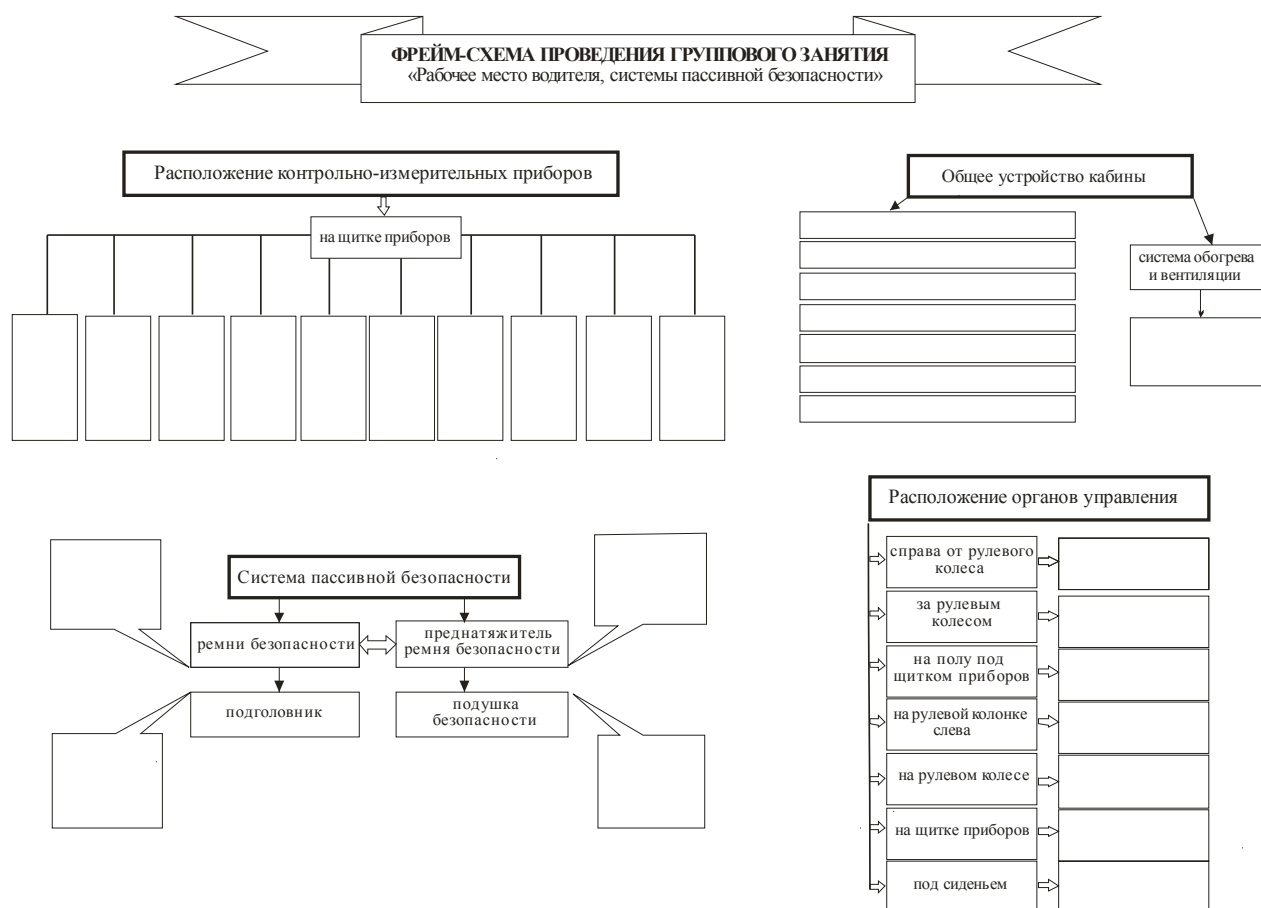 ФРЕЙМ-СХЕМА ПРОВЕДЕНИЯ ГРУППОВОГО ЗАНЯТИЯ
«Рабочее место водителя, системы пассивной безопасности»
Расположение контрольно-измерительных приборов
на щитке приборов
Общее устройство кабины
система обогрева
и вентиляции
Система пассивной безопасности
ремни безопасности
преднатяжитель
ремня безопасности
подголовник
подушка
безопасности
Расположение органов управления
справа от рулевого
колеса
за рулевым
колесом
на полу под
щитком приборов
на рулевой колонке
слева
на рулевом колесе
на щитке приборов
под сиденьем